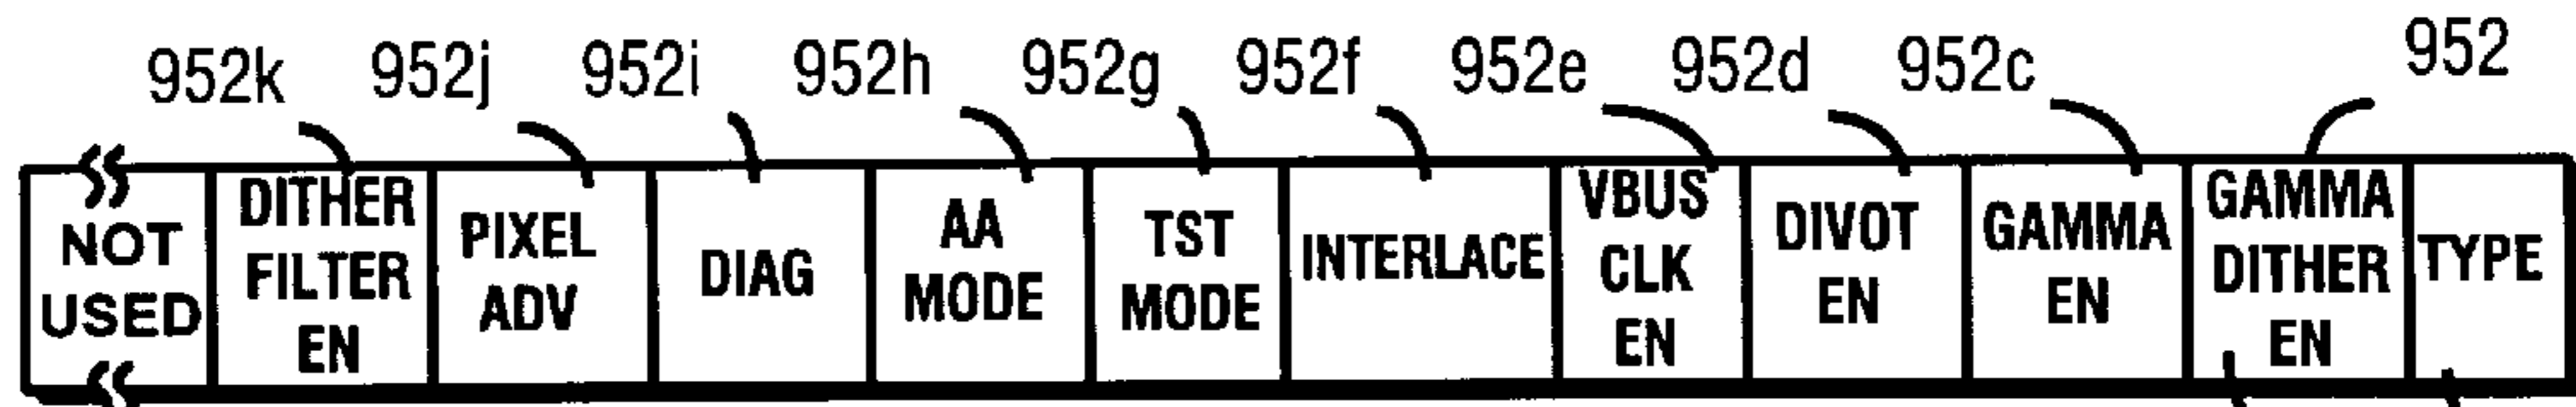 952k 952j 952i 952h 952g 952f 952e 952d 952c 952
NOT
USED
DITHER
FILTER
EN
PIXEL
ADV
DIAG
AA
MODE
TST
MODE
INTERLACE
VBUS
CLK
EN
DIVOT
EN
GAMMA
EN
GAMMA
DITHER
EN
TYPE